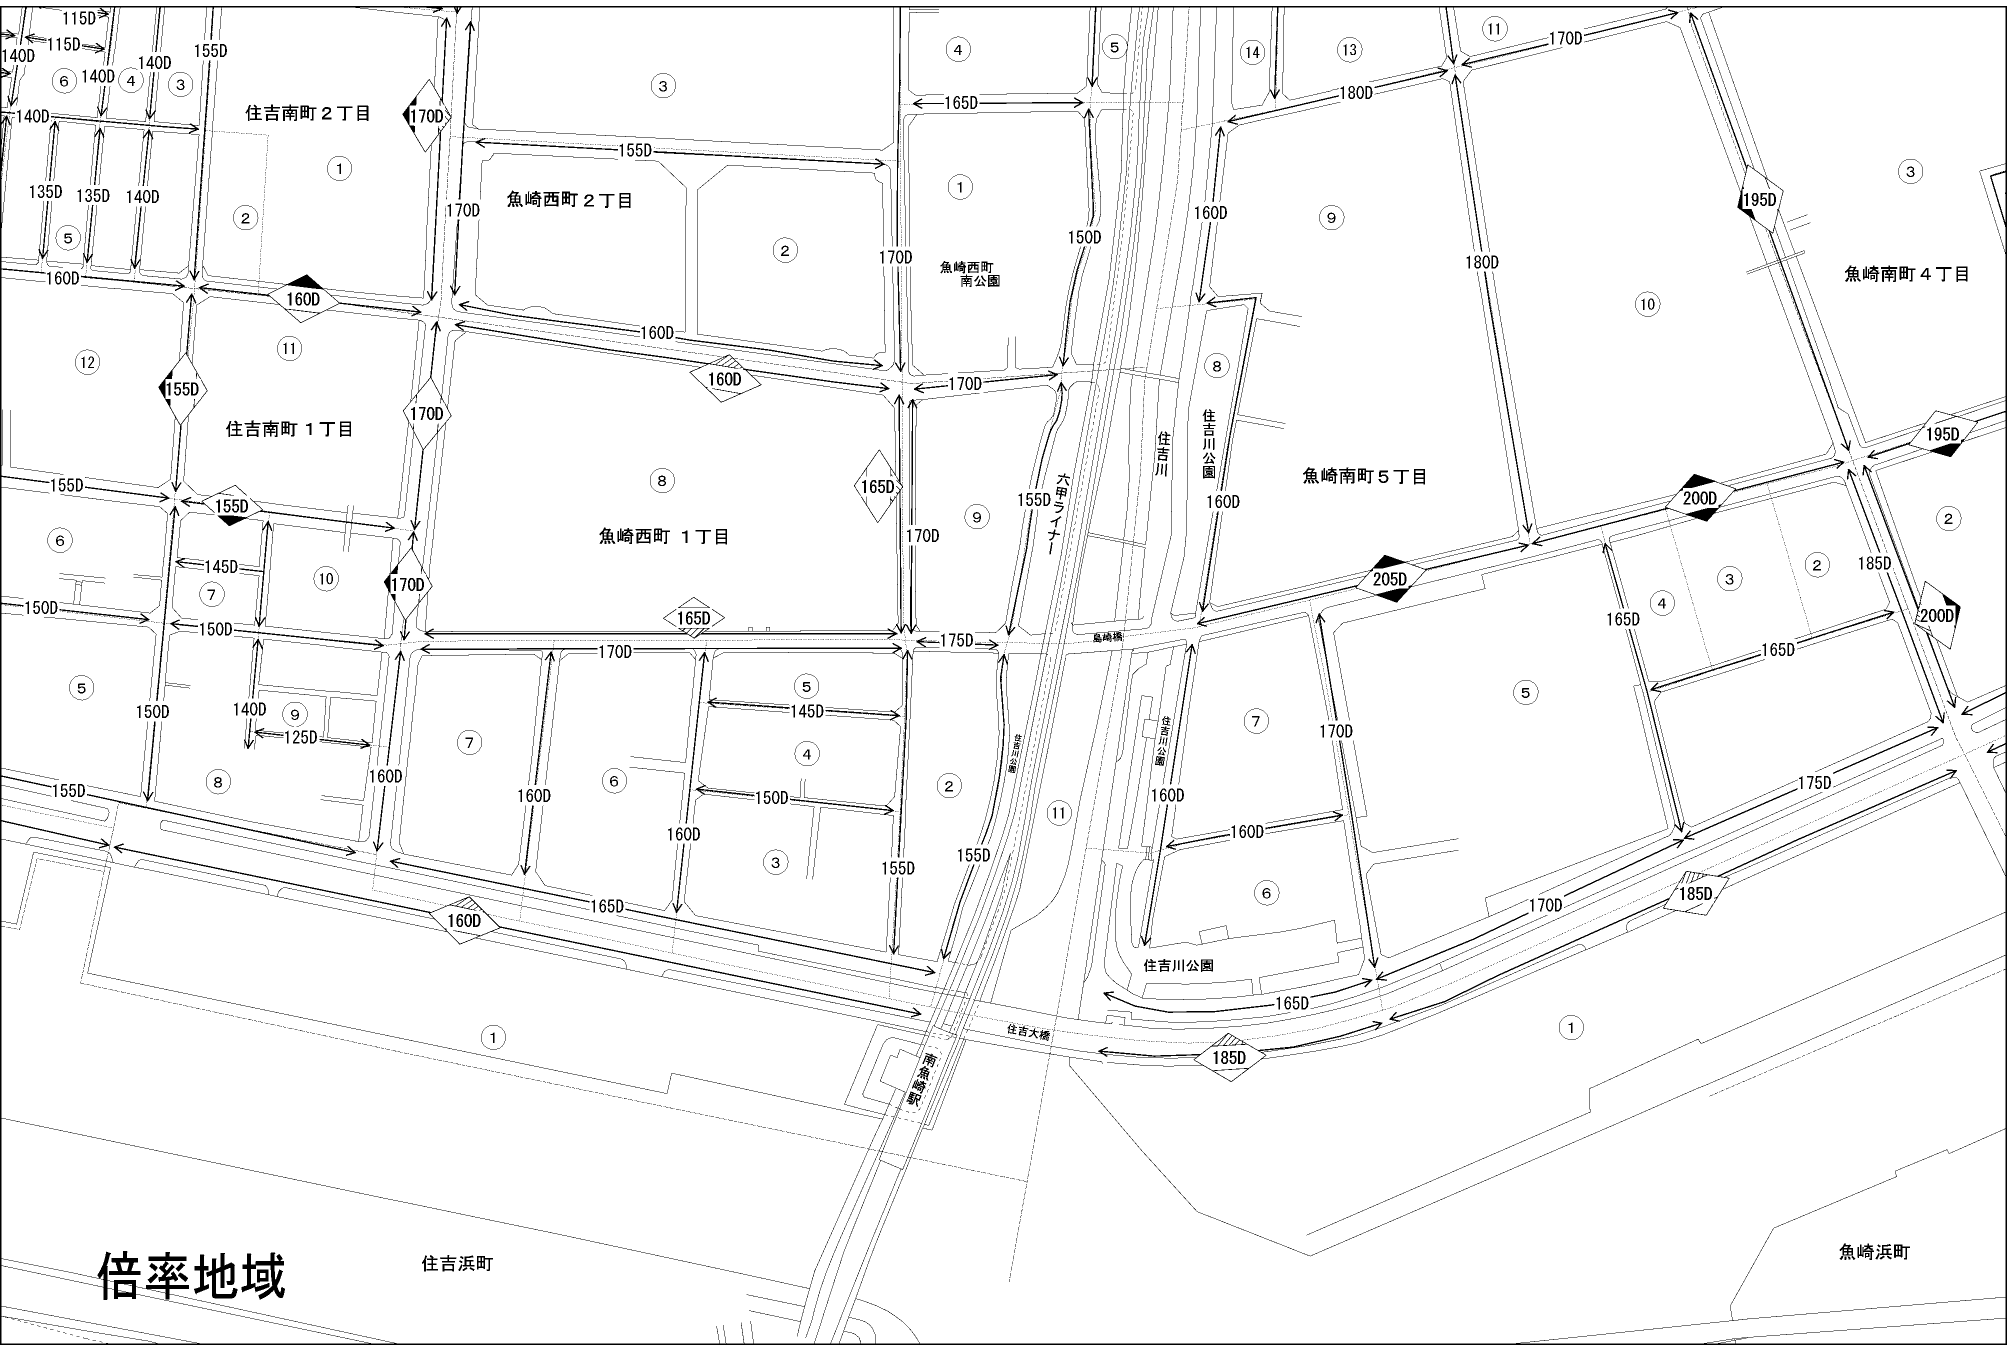 115D
115D
155D
④
⑤
⑭
⑬
⑪
170D
140D
⑥
140D
④
140D
③
③
165D
180D
140D
住吉南町２丁目
170D
155D
①
①
③
135D
135D
140D
②
170D
魚崎西町２丁目
160D
⑨
195D
⑤
②
170D
魚崎西町
南公園
150D
180D
魚崎南町４丁目
160D
160D
160D
⑩
⑫
⑪
155D
160D
170D
⑧
170D
住吉南町１丁目
住吉川
住吉川公園
195D
155D
155D
⑧
165D
155D
六甲ライナー
160D
魚崎南町５丁目
200D
⑥
魚崎西町１丁目
170D
⑨
②
145D
⑩
170D
205D
185D
⑦
④
③
②
150D
150D
165D
175D
島崎橋
165D
200D
170D
165D
⑤
150D
140D
⑨
125D
⑦
⑤
145D
住吉川公園
住吉川公園
⑦
170D
⑤
⑧
155D
160D
160D
⑥
④
150D
②
⑪
160D
175D
160D
③
155D
155D
160D
⑥
160D
165D
170D
185D
住吉川公園
165D
①
住吉大橋
185D
①
南魚崎駅
倍率地域
住吉浜町
魚崎浜町